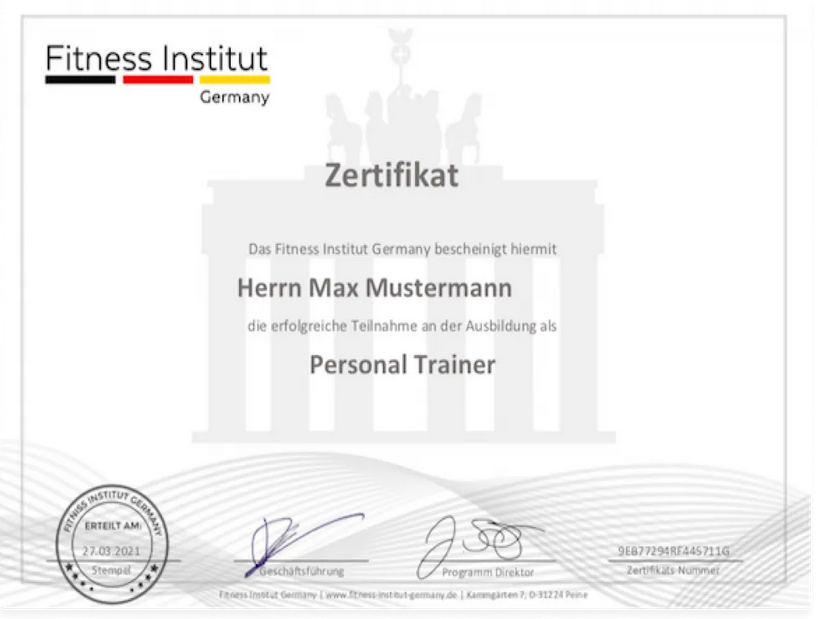 Fitness Institut
Germany
Zertifikat
Das Fitness Institut Germany bescheinigt hiermit
Herrn Max Mustermann
die erfolgreiche Teilnahme an der Ausbildung als
Personal Trainer
FITNISS INSTITUT GERMANY
ERTEILT AM:
27.03.2021
Stempel
Geschäftsführung
Programm Direktor
9EB77294RF445711G
Zertifikats Nummer
Fitness Institut Germany | www.fitness-institut-germany.de | Kammgärten 7, D-31224 Peine